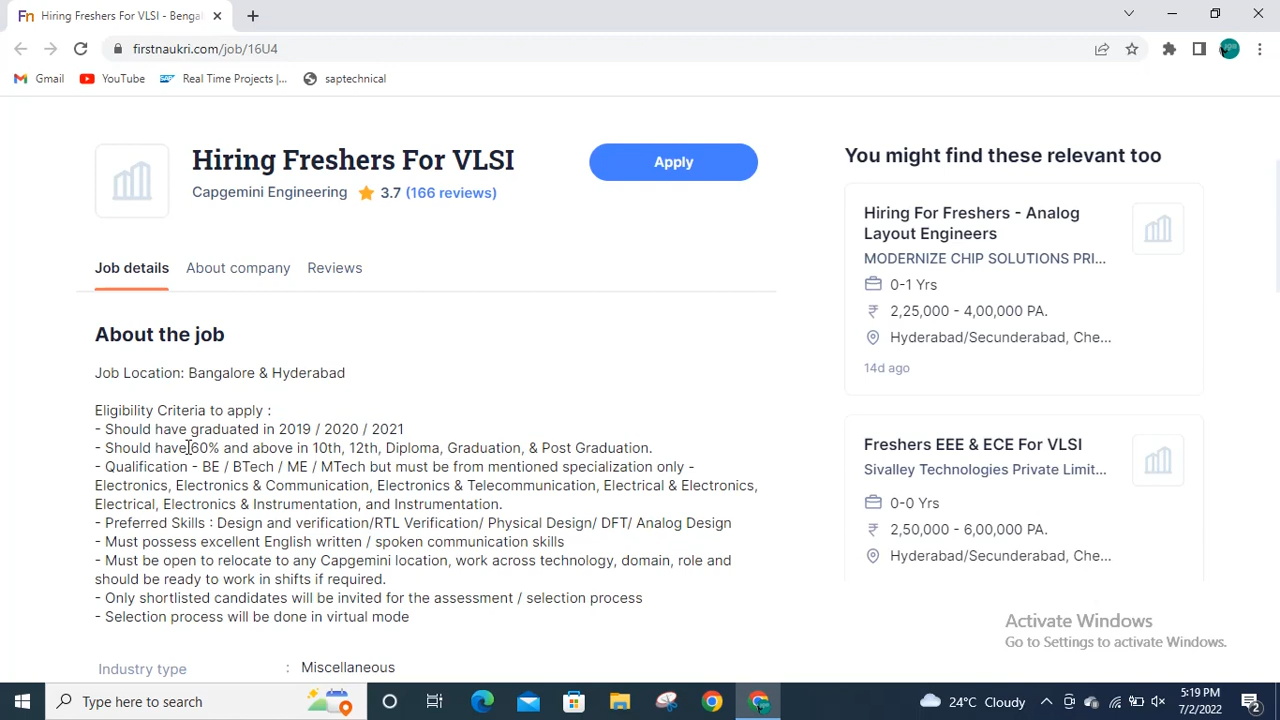 Fn Hiring Freshers For VLSI - Benga
firstnaukri.com/job/16U4
Gmail YouTube Real Time Projects |... saptechnical
Hiring Freshers For VLSI
Capgemini Engineering 3.7 (166 reviews)
Apply
Job details About company Reviews
About the job
Job Location: Bangalore & Hyderabad
Eligibility Criteria to apply :
- Should have graduated in 2019 / 2020 / 2021
- Should have 60% and above in 10th, 12th, Diploma, Graduation, & Post Graduation.
- Qualification - BE / BTech / ME / MTech but must be from mentioned specialization only -
Electronics, Electronics & Communication, Electronics & Telecommunication, Electrical & Electronics,
Electrical, Electronics & Instrumentation, and Instrumentation.
- Preferred Skills : Design and verification/RTL Verification/ Physical Design/ DFT/ Analog Design
- Must possess excellent English written / spoken communication skills
- Must be open to relocate to any Capgemini location, work across technology, domain, role and
should be ready to work in shifts if required.
- Only shortlisted candidates will be invited for the assessment / selection process
- Selection process will be done in virtual mode
Industry type : Miscellaneous
You might find these relevant too
Hiring For Freshers - Analog
Layout Engineers
MODERNIZE CHIP SOLUTIONS PRI...
0-1 Yrs
₹ 2,25,000 - 4,00,000 PA.
Hyderabad/Secunderabad, Che...
14d ago
Freshers EEE & ECE For VLSI
Sivalley Technologies Private Limit...
0-0 Yrs
₹ 2,50,000 - 6,00,000 PA.
Hyderabad/Secunderabad, Che...
Activate Windows
Go to Settings to activate Windows.
Type here to search
24°C Cloudy
5:19 PM
7/2/2022
2